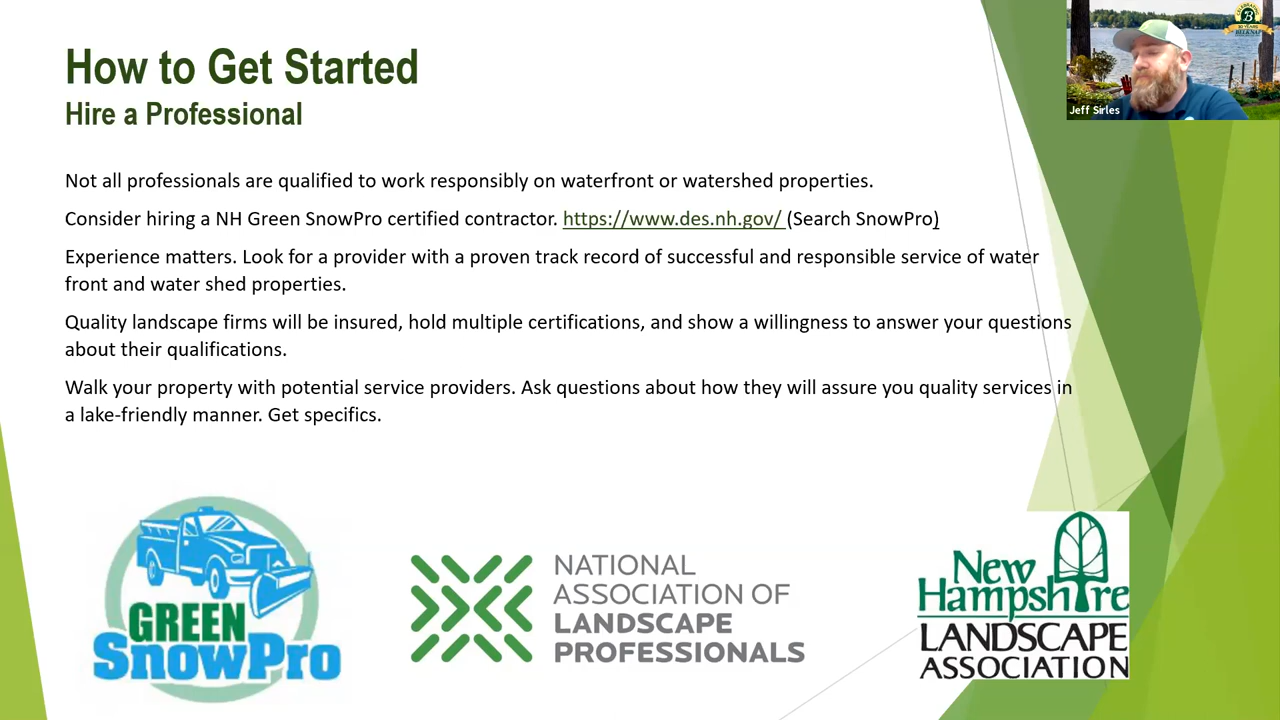 How to Get Started
Hire a Professional
Not all professionals are qualified to work responsibly on waterfront or watershed properties.
Consider hiring a NH Green SnowPro certified contractor. https://www.des.nh.gov/ (Search SnowPro)
Experience matters. Look for a provider with a proven track record of successful and responsible service of water
front and water shed properties.
Quality landscape firms will be insured, hold multiple certifications, and show a willingness to answer your questions
about their qualifications.
Walk your property with potential service providers. Ask questions about how they will assure you quality services in
a lake-friendly manner. Get specifics.
Jeff Sirles
B
GREEN
SnowPro
NATIONAL
ASSOCIATION OF
LANDSCAPE
PROFESSIONALS
New
Hampshire
LANDSCAPE
ASSOCIATION